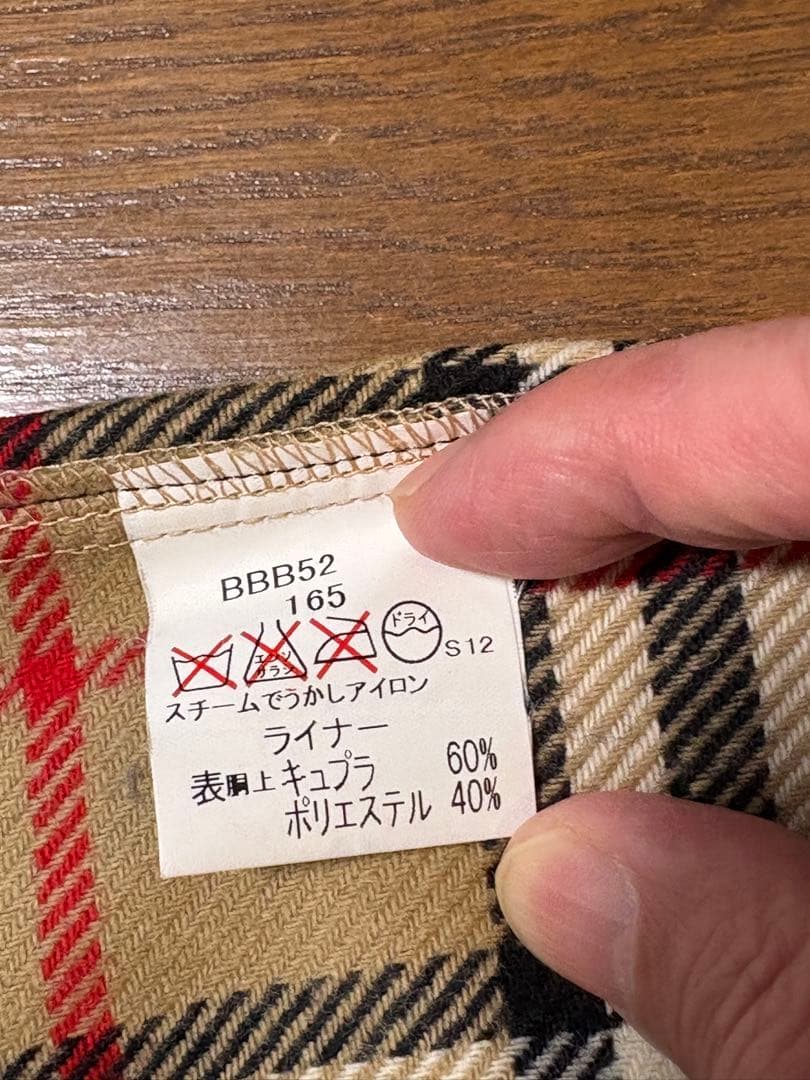 BBB52
165
エンソ
サラシ
ドライ
S12
スチームでうかしアイロン
ライナー
表胴上キュプラ 60%
ポリエステル 40%